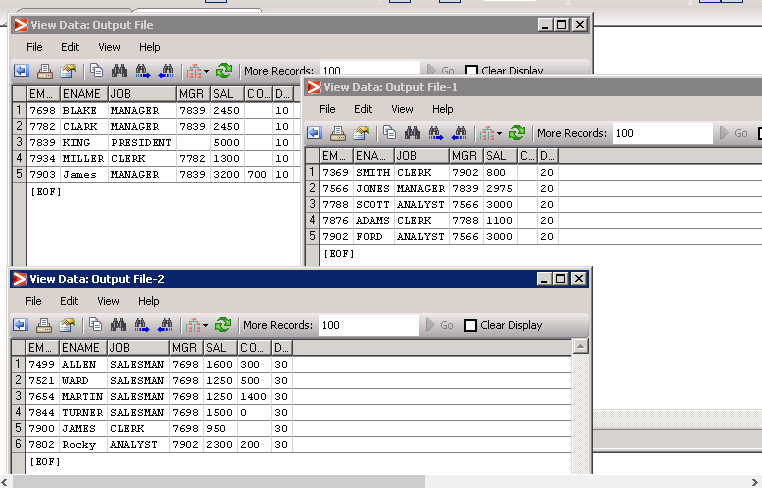 View Data: Output File
File Edit View Help
More Records: 100 Go Clear Display
EM... ENAME JOB MGR SAL CO... D...
1 7698 BLAKE MANAGER 7839 2450 10
2 7782 CLARK MANAGER 7839 2450 10
3 7839 KING PRESIDENT 5000 10
4 7934 MILLER CLERK 7782 1300 10
5 7903 James MANAGER 7839 3200 700 10
[EOF]
View Data: Output File-1
File Edit View Help
More Records: 100 Go
EM... ENA... JOB MGR SAL C... D...
1 7369 SMITH CLERK 7902 800 20
2 7566 JONES MANAGER 7839 2975 20
3 7788 SCOTT ANALYST 7566 3000 20
4 7876 ADAMS CLERK 7788 1100 20
5 7902 FORD ANALYST 7566 3000 20
[EOF]
View Data: Output File-2
File Edit View Help
More Records: 100 Go Clear Display
EM... ENAME JOB MGR SAL CO... D...
1 7499 ALLEN SALESMAN 7698 1600 300 30
2 7521 WARD SALESMAN 7698 1250 500 30
3 7654 MARTIN SALESMAN 7698 1250 1400 30
4 7844 TURNER SALESMAN 7698 1500 0 30
5 7900 JAMES CLERK 7698 950 30
6 7802 Rocky ANALYST 7902 2300 200 30
[EOF]